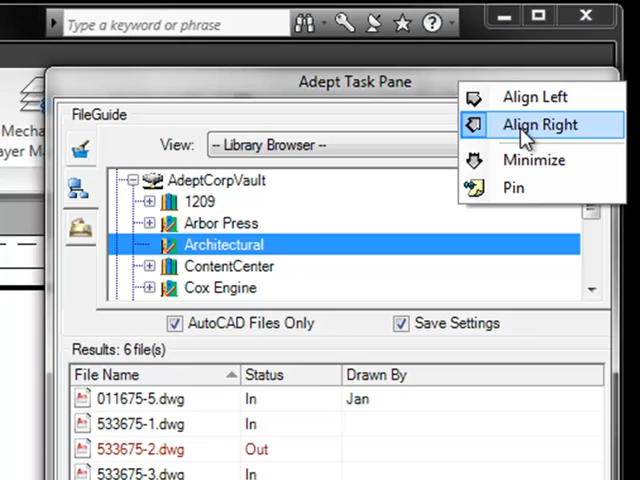 Type a keyword or phrase
Adept Task Pane
Align Left
FileGuide
Align Right
View: -- Library Browser --
Minimize
AdeptCorpVault
Pin
1209
Arbor Press
Architectural
ContentCenter
Cox Engine
AutoCAD Files Only
Save Settings
Results: 6 file(s)
File Name Status Drawn By
011675-5.dwg In Jan
533675-1.dwg In
533675-2.dwg Out
533675-3.dwg In